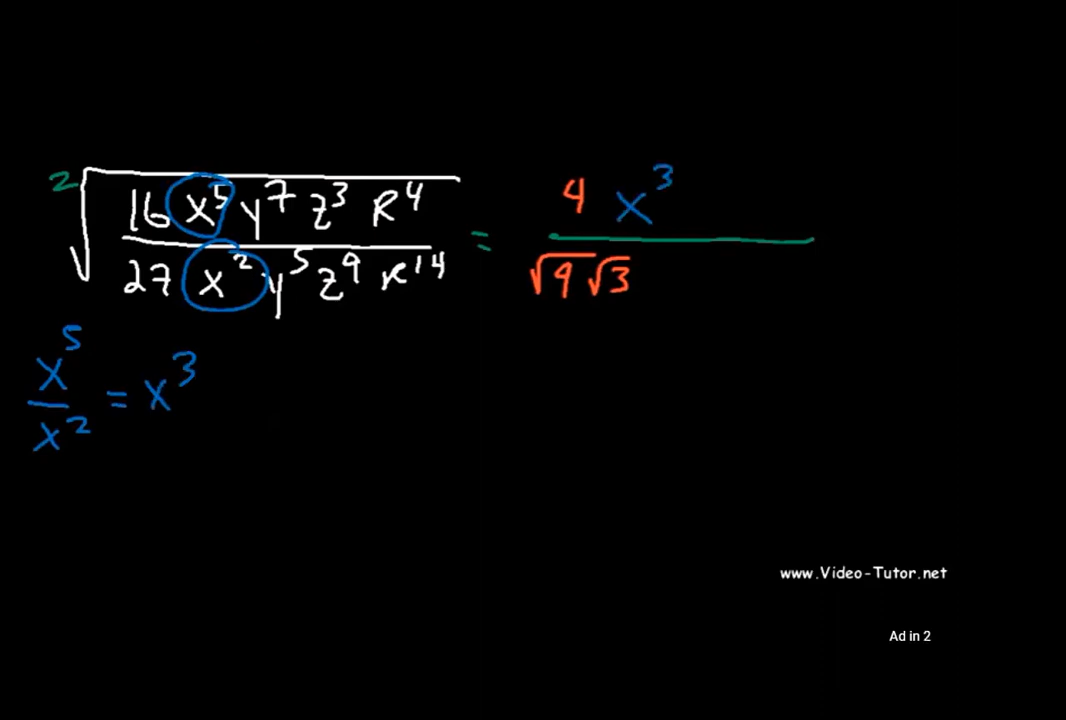 ²√(16 x⁵ y⁷ z³ R⁴ / 27 x² y⁵ z⁹ R¹⁴) = 4 x³ / √9 √3
x⁵ / x² = x³
www.Video-Tutor.net
Ad in 2